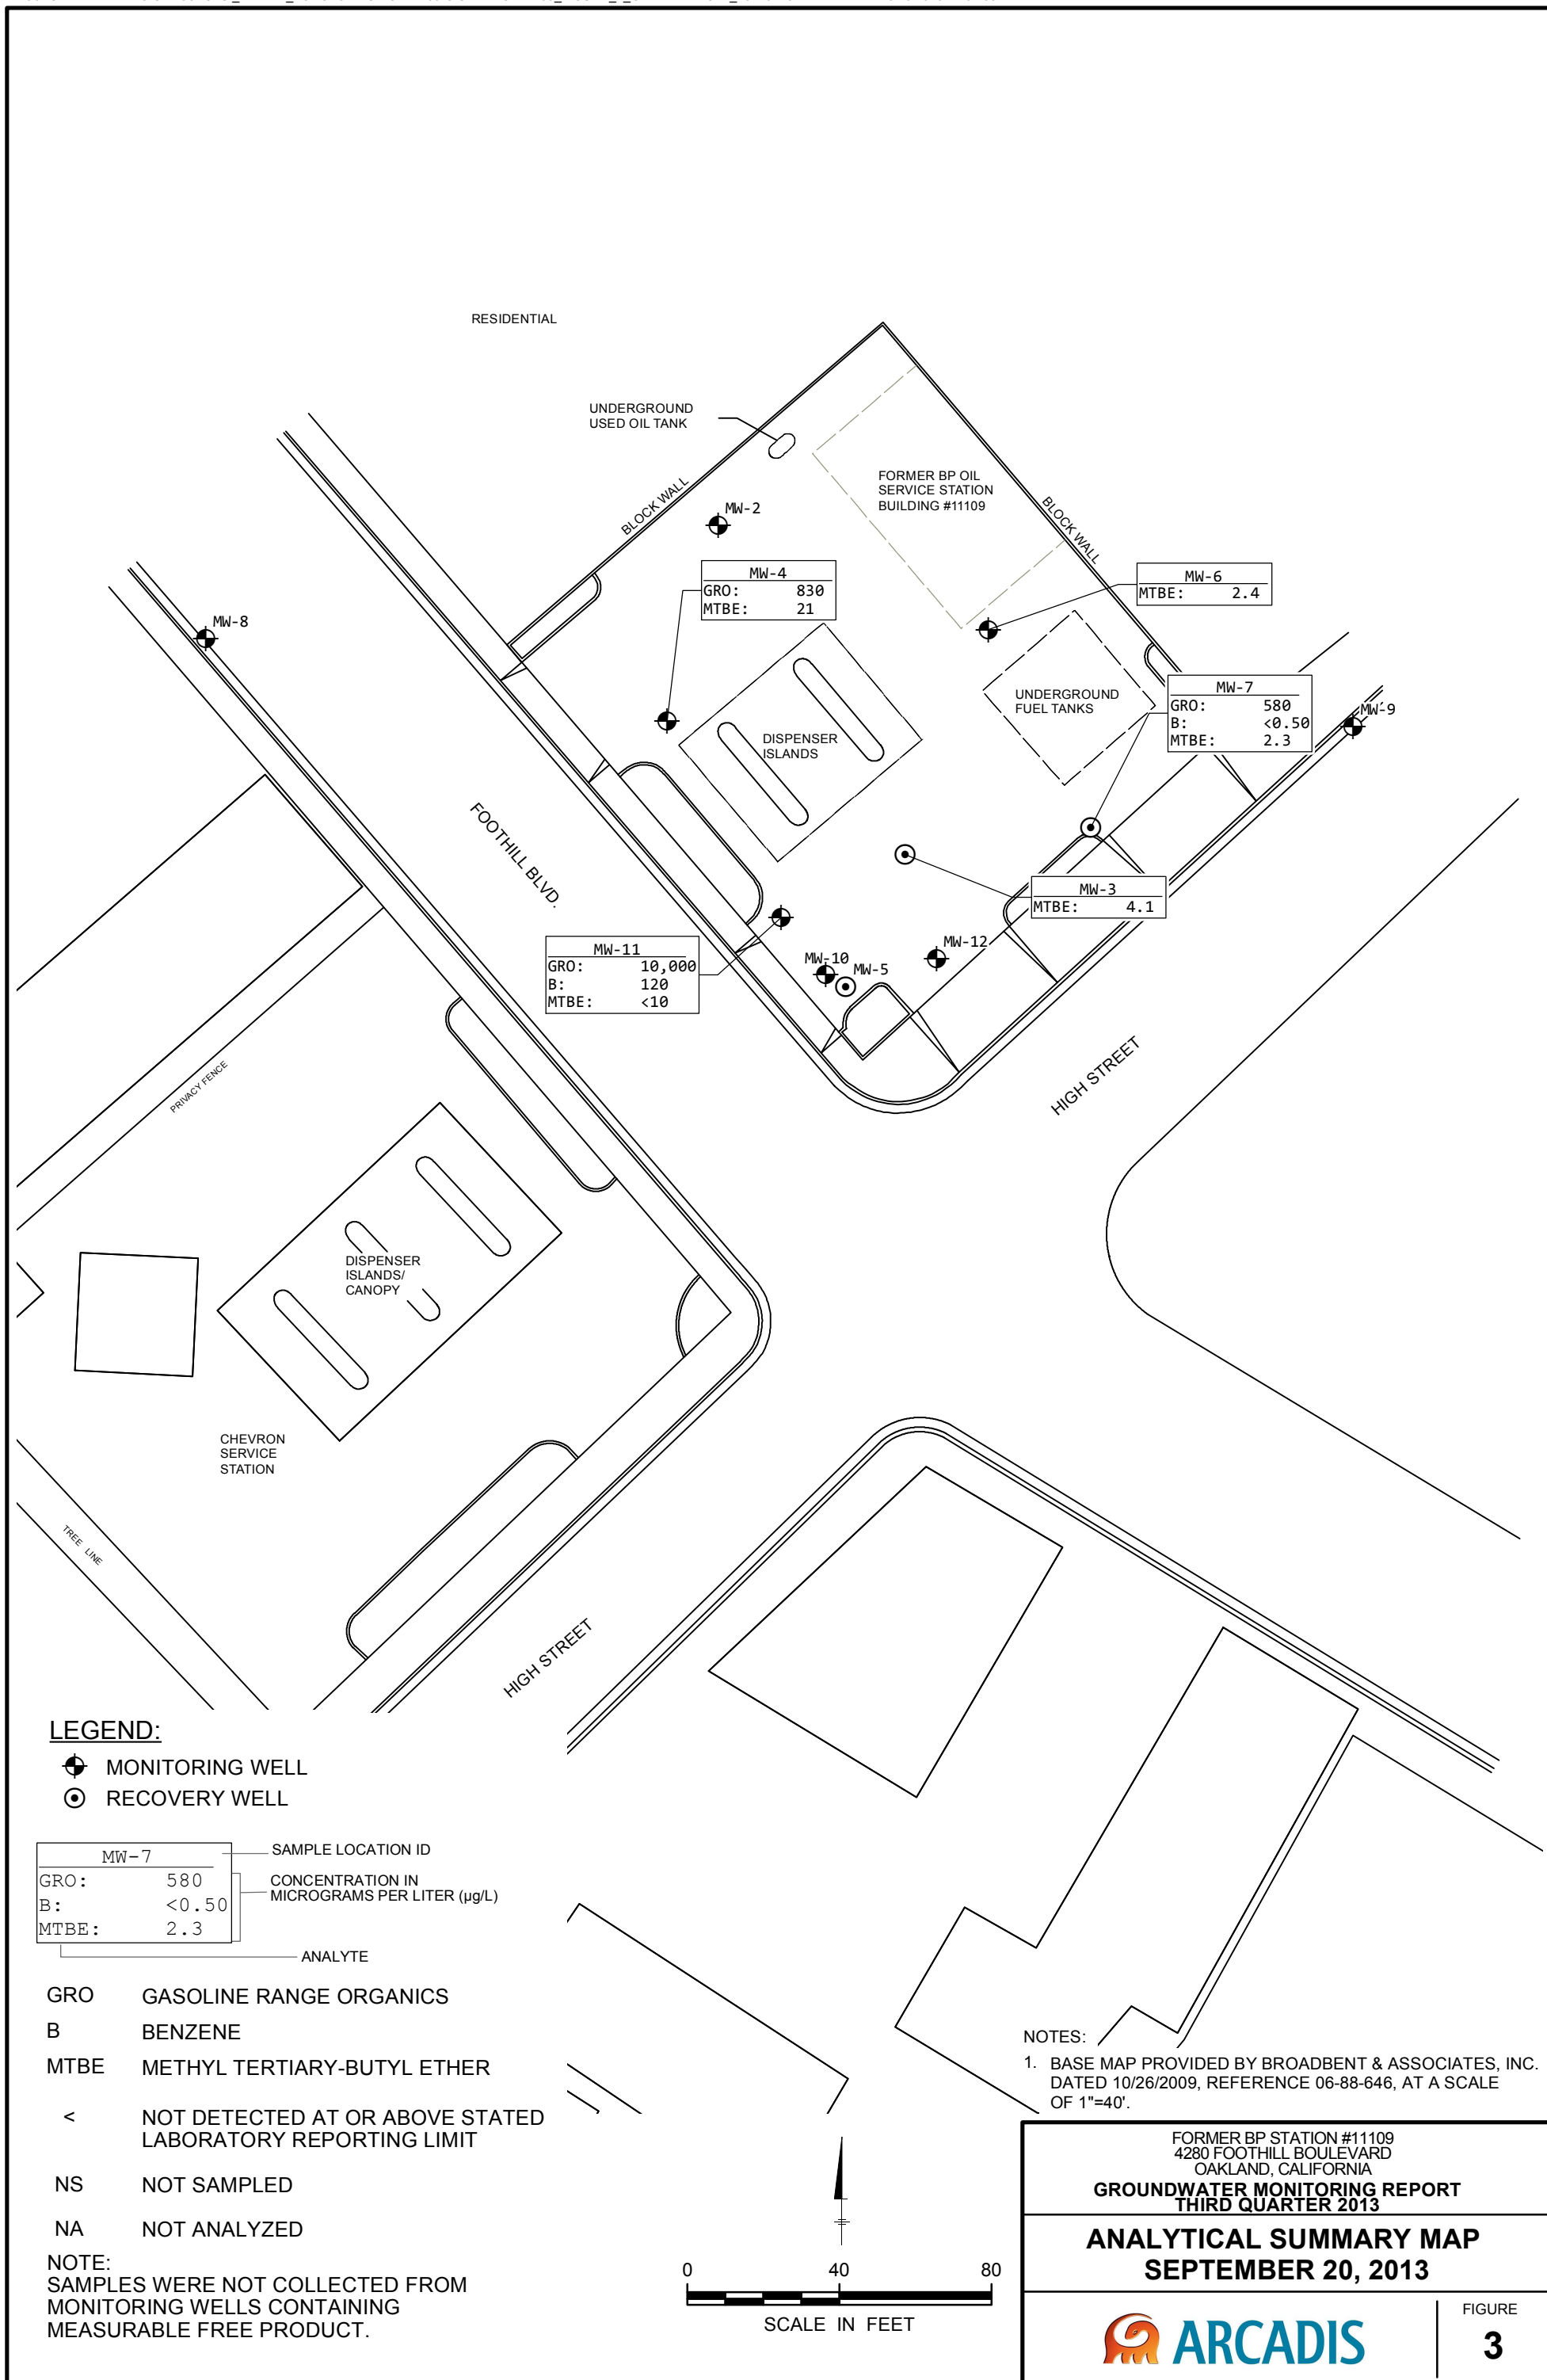 RESIDENTIAL
UNDERGROUND
USED OIL TANK
BLOCK WALL
FORMER BP OIL
SERVICE STATION
BUILDING #11109
BLOCK WALL
MW-2
MW-4
GRO: 830
MTBE: 21
MW-6
MTBE: 2.4
MW-8
UNDERGROUND
FUEL TANKS
MW-7
GRO: 580
B: <0.50
MTBE: 2.3
MW-9
DISPENSER
ISLANDS
FOOTHILL BLVD.
MW-3
MTBE: 4.1
MW-11
GRO: 10,000
B: 120
MTBE: <10
MW-10
MW-5
MW-12
HIGH STREET
PRIVACY FENCE
DISPENSER
ISLANDS/
CANOPY
CHEVRON
SERVICE
STATION
TREE LINE
HIGH STREET
LEGEND:
MONITORING WELL
RECOVERY WELL
MW-7
GRO: 580
B: <0.50
MTBE: 2.3
SAMPLE LOCATION ID
CONCENTRATION IN
MICROGRAMS PER LITER (µg/L)
ANALYTE
GRO GASOLINE RANGE ORGANICS
B BENZENE
MTBE METHYL TERTIARY-BUTYL ETHER
< NOT DETECTED AT OR ABOVE STATED
LABORATORY REPORTING LIMIT
NS NOT SAMPLED
NA NOT ANALYZED
NOTE:
SAMPLES WERE NOT COLLECTED FROM
MONITORING WELLS CONTAINING
MEASURABLE FREE PRODUCT.
0 40 80
SCALE IN FEET
NOTES:
1. BASE MAP PROVIDED BY BROADBENT & ASSOCIATES, INC.
DATED 10/26/2009, REFERENCE 06-88-646, AT A SCALE
OF 1"=40'.
FORMER BP STATION #11109
4280 FOOTHILL BOULEVARD
OAKLAND, CALIFORNIA
GROUNDWATER MONITORING REPORT
THIRD QUARTER 2013
ANALYTICAL SUMMARY MAP
SEPTEMBER 20, 2013
ARCADIS
FIGURE
3